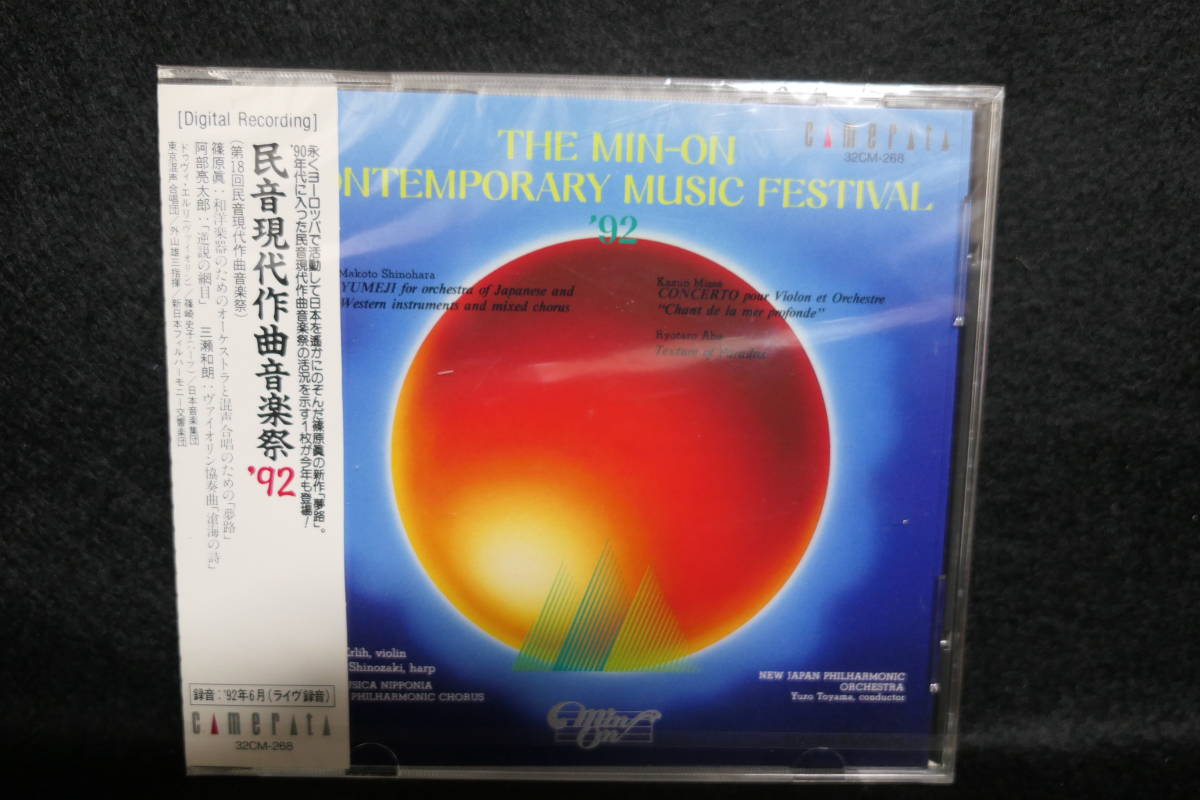 [Digital Recording]
永くヨーロッパで活動して日本を遥かにのぞんだ篠原眞の新作「夢路」。
'90年代に入った民音現代作曲音楽祭の活況を示す1枚が今年も登場!
民音現代作曲音楽祭'92
(第18回民音現代作曲音楽祭)
篠原眞:和洋楽器のためのオーケストラと混声合唱のための「夢路」
阿部亮太郎:「逆説の網目」 三瀬和朗:ヴァイオリン協奏曲「滄海の詩」
ドゥヴィ・エルリ(ヴァイオリン) 篠崎史子(ハープ)/日本音楽集団
東京混声合唱団/外山雄三指揮/新日本フィルハーモニー交響楽団
録音:'92年6月(ライヴ録音)
camerata
32CM-268
camerata
32CM-268
THE MIN-ON
ONTEMPORARY MUSIC FESTIVAL
'92
Makoto Shinohara
YUMEJI for orchestra of Japanese and
Western instruments and mixed chorus
Kazuo Missé
CONCERTO pour Violon et Orchestre
"Chant de la mer profonde"
Ryotaro Abe
Texture of Paradox
Erlih, violin
Shinozaki, harp
USICA NIPPONIA
PHILHARMONIC CHORUS
NEW JAPAN PHILHARMONIC
ORCHESTRA
Yuzo Toyama, conductor
Min On